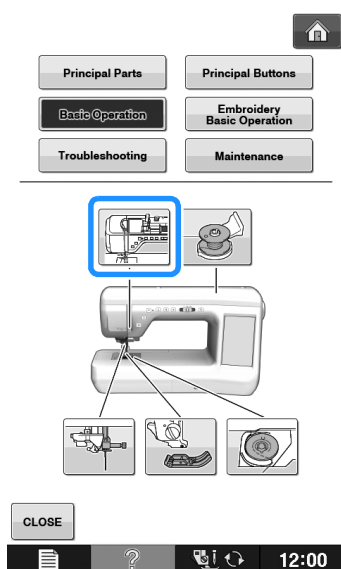 Principal Parts
Principal Buttons
Basic Operation
Embroidery
Basic Operation
Troubleshooting
Maintenance
CLOSE
?
12:00